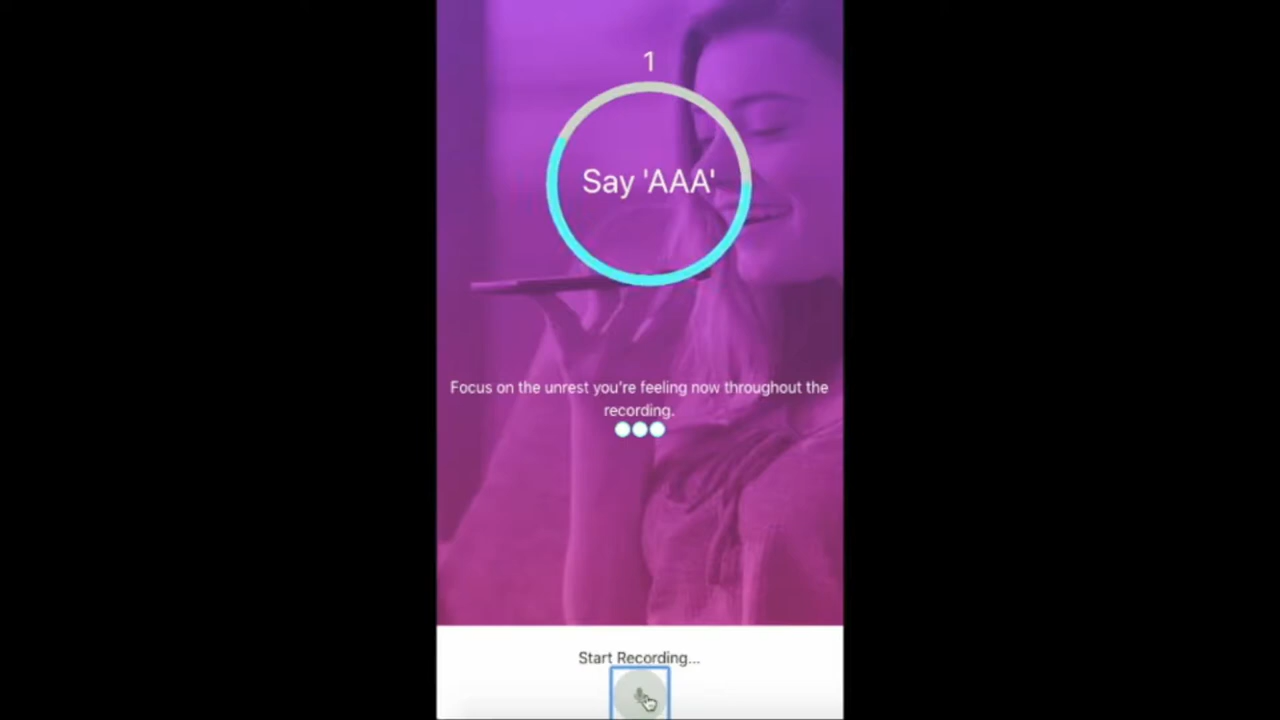 1
Say 'AAA'
Focus on the unrest you're feeling now throughout the
recording.
Start Recording...